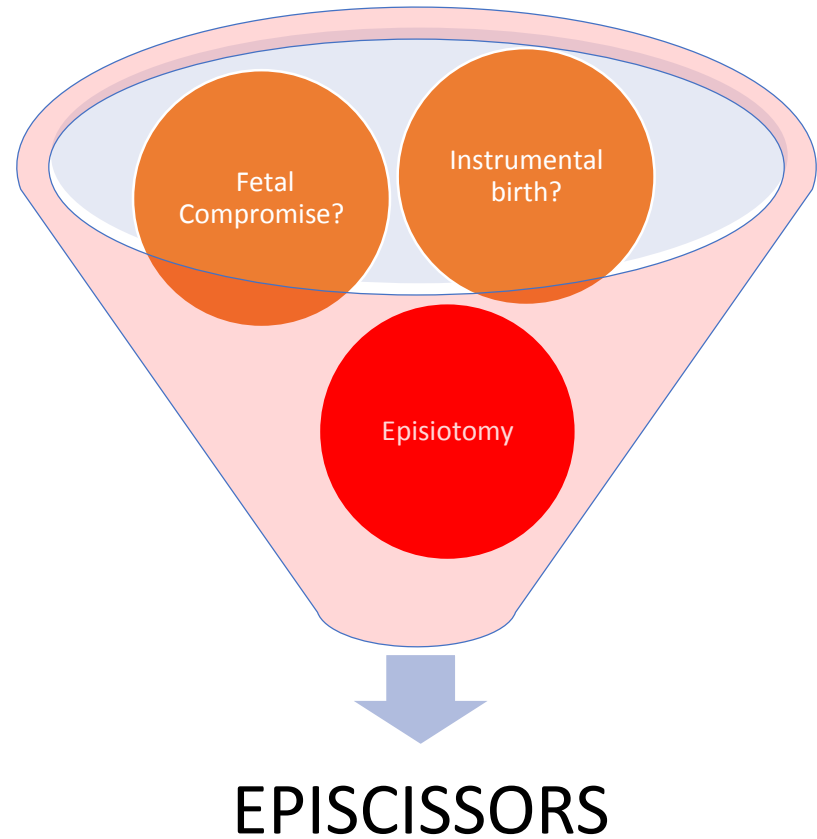 Fetal
Compromise?
Instrumental
birth?
Episiotomy
EPISCISSORS